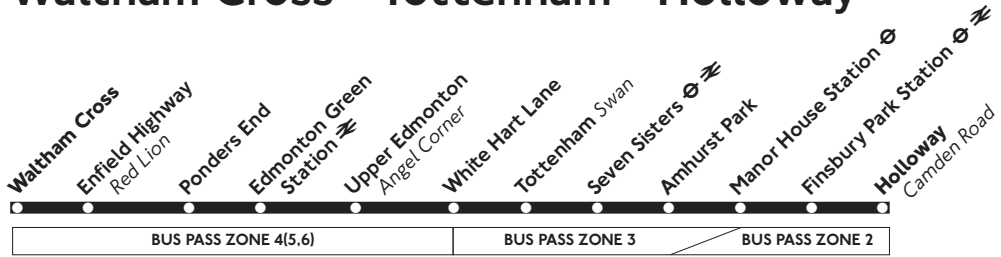 Waltham Cross – Tottenham – Holloway
Waltham Cross
Enfield Highway
Red Lion
Ponders End
Edmonton Green
Station
Upper Edmonton
Angel Corner
White Hart Lane
Tottenham Swan
Seven Sisters
Amhurst Park
Manor House Station
Finsbury Park Station
Holloway
Camden Road
BUS PASS ZONE 4(5,6)
BUS PASS ZONE 3
BUS PASS ZONE 2